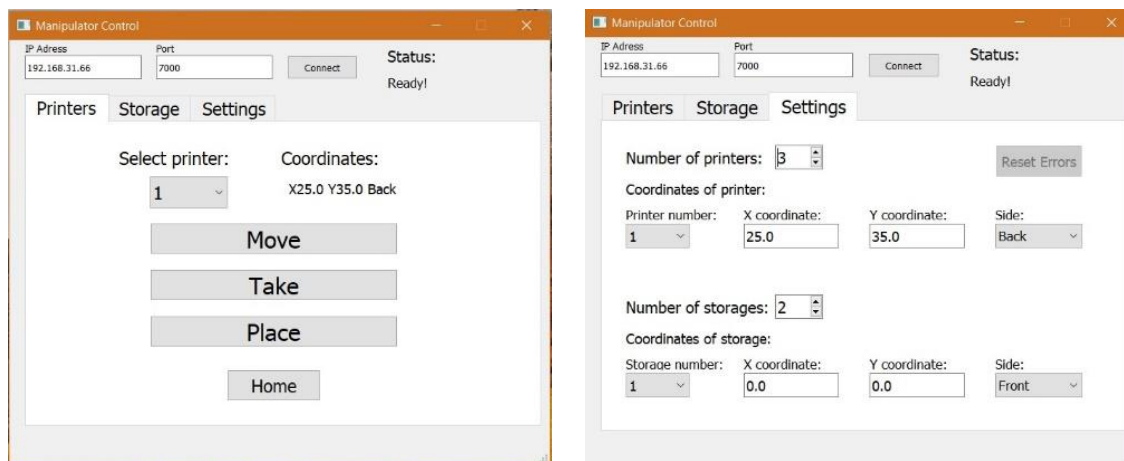 Manipulator Control
IP Adress Port
192.168.31.66 7000 Connect
Status:
Ready!
Printers Storage Settings
Select printer: Coordinates:
1 X25.0 Y35.0 Back
Move
Take
Place
Home
Manipulator Control
IP Adress Port
192.168.31.66 7000 Connect
Status:
Ready!
Printers Storage Settings
Number of printers: 3 Reset Errors
Coordinates of printer:
Printer number: X coordinate: Y coordinate: Side:
1 25.0 35.0 Back
Number of storages: 2
Coordinates of storage:
Storage number: X coordinate: Y coordinate: Side:
1 0.0 0.0 Front